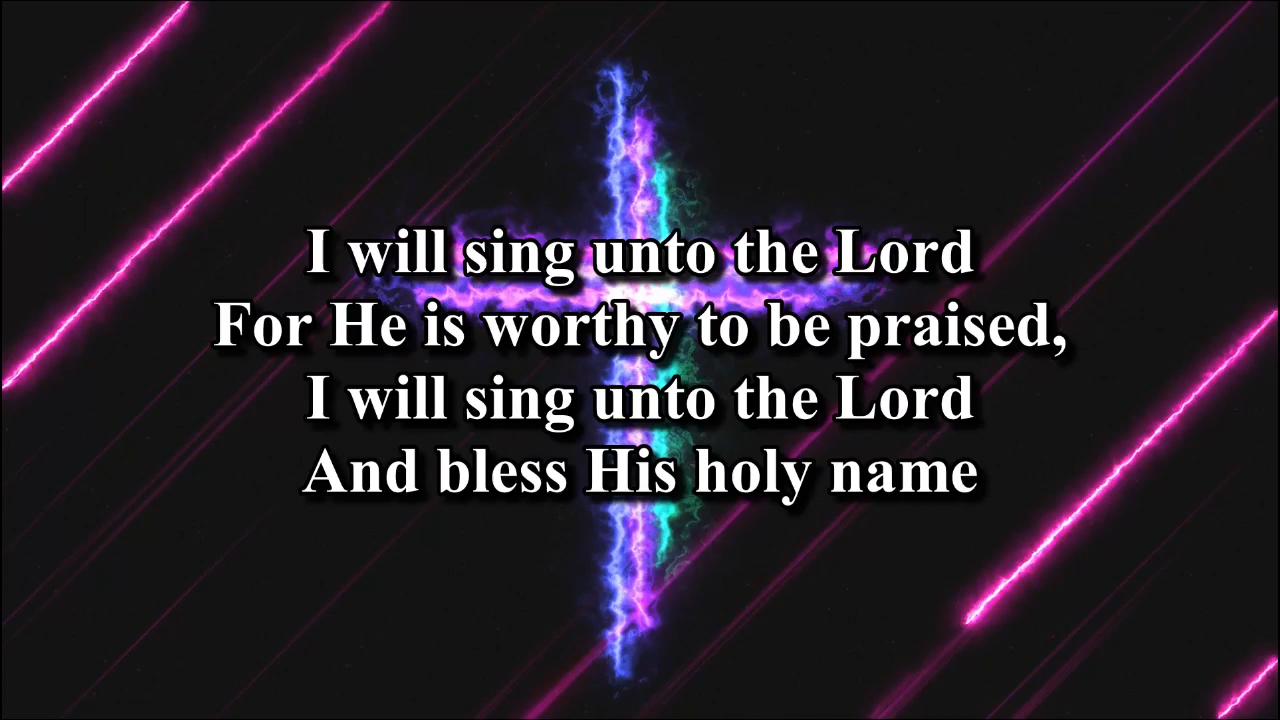 I will sing unto the Lord
For He is worthy to be praised,
I will sing unto the Lord
And bless His holy name